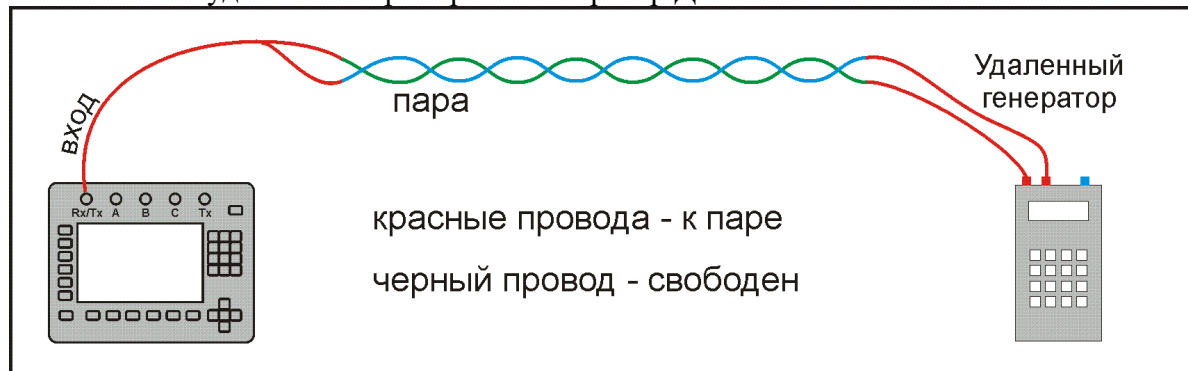 Удаленный
генератор
пара
вход
Rx/Tx A B C Tx
красные провода - к паре
черный провод - свободен